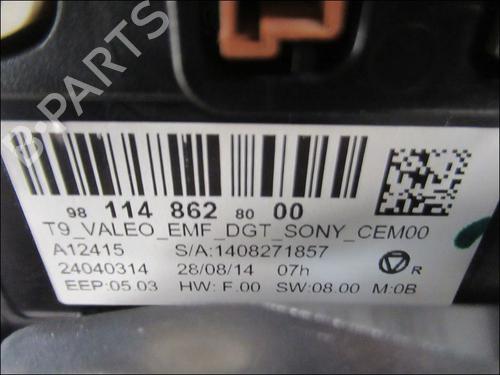 B-PARTS
98 114 862 80 00
T9_VALEO_EMF_DGT_SONY_CEM00
A12415 S/A:1408271857
24040314 28/08/14 07h
EEP:05.03 HW: F.00 SW:08.00 M:0B
R